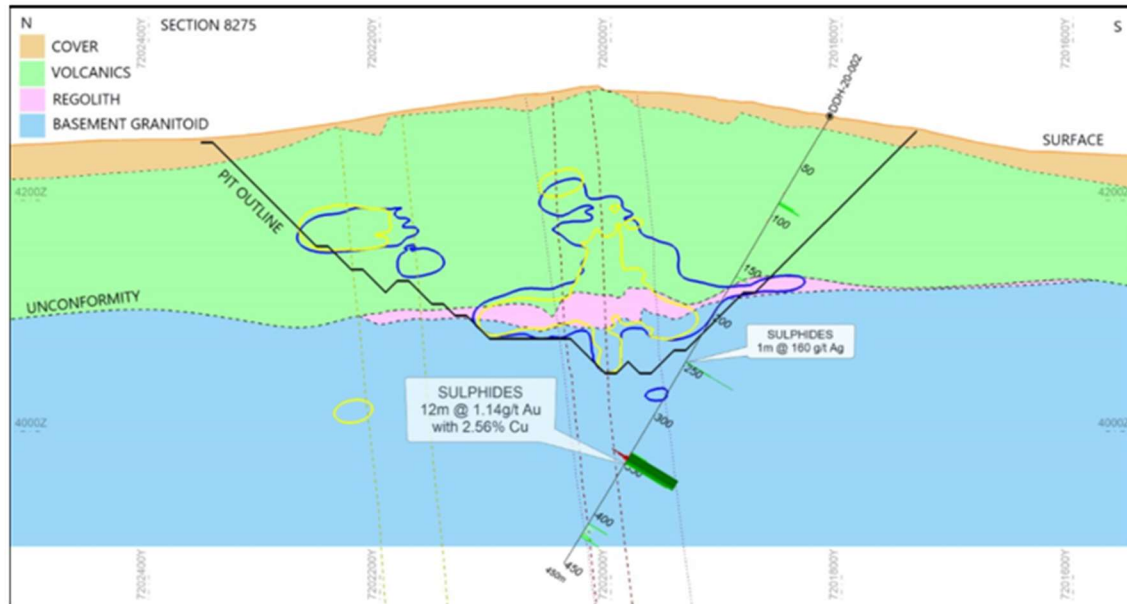 N
SECTION 8275
S
7202400Y
7202200Y
7202000Y
7201800Y
7201600Y
COVER
VOLCANICS
REGOLITH
BASEMENT GRANITOID
DDH-20-002
SURFACE
50
4200Z
4200Z
PIT OUTLINE
100
150
UNCONFORMITY
200
SULPHIDES
1m @ 160 g/t Ag
250
SULPHIDES
12m @ 1.14g/t Au
with 2.56% Cu
300
4000Z
4000Z
350
400
450
450m
7202400Y
7202200Y
7202000Y
7201800Y
7201600Y